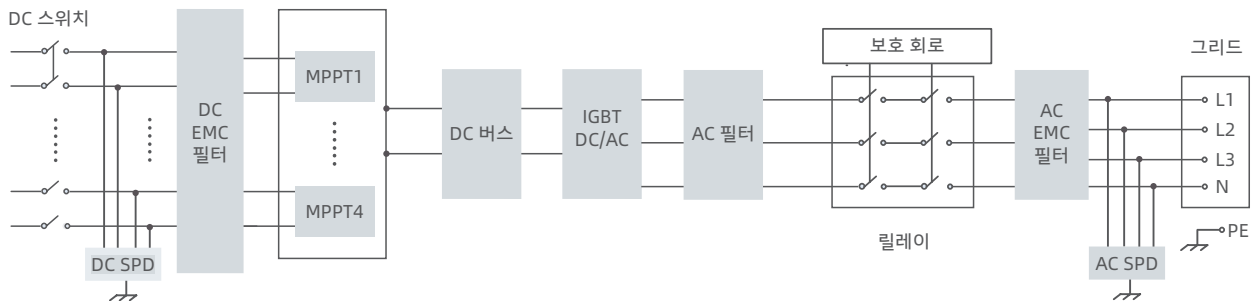 DC 스위치
DC
EMC
필터
MPPT1
MPPT4
DC SPD
DC 버스
IGBT
DC/AC
AC 필터
보호 회로
릴레이
AC
EMC
필터
AC SPD
그리드
L1
L2
L3
N
PE